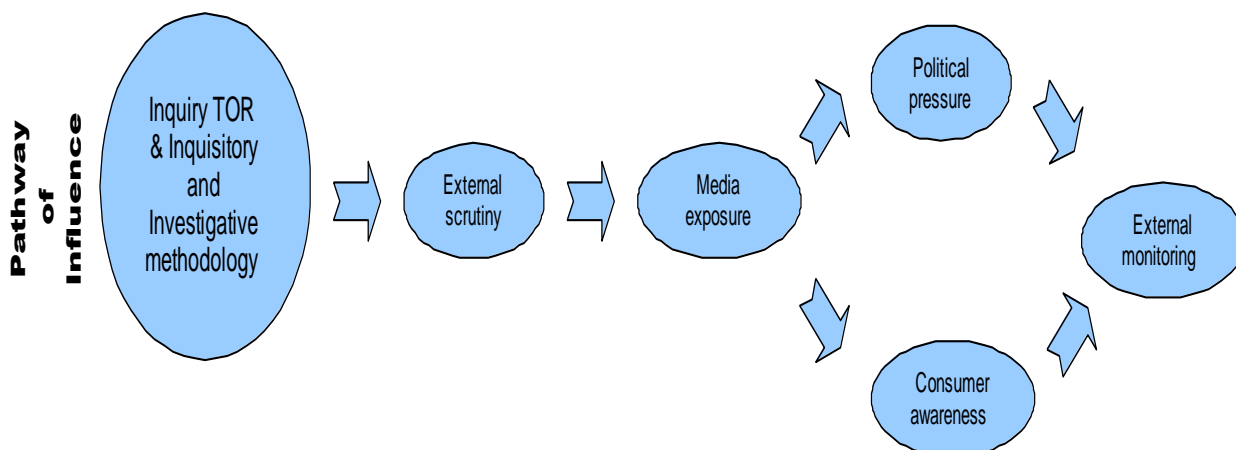 Pathway
of
Influence
Inquiry TOR
& Inquisitory
and
Investigative
methodology
External
scrutiny
Media
exposure
Political
pressure
Consumer
awareness
External
monitoring